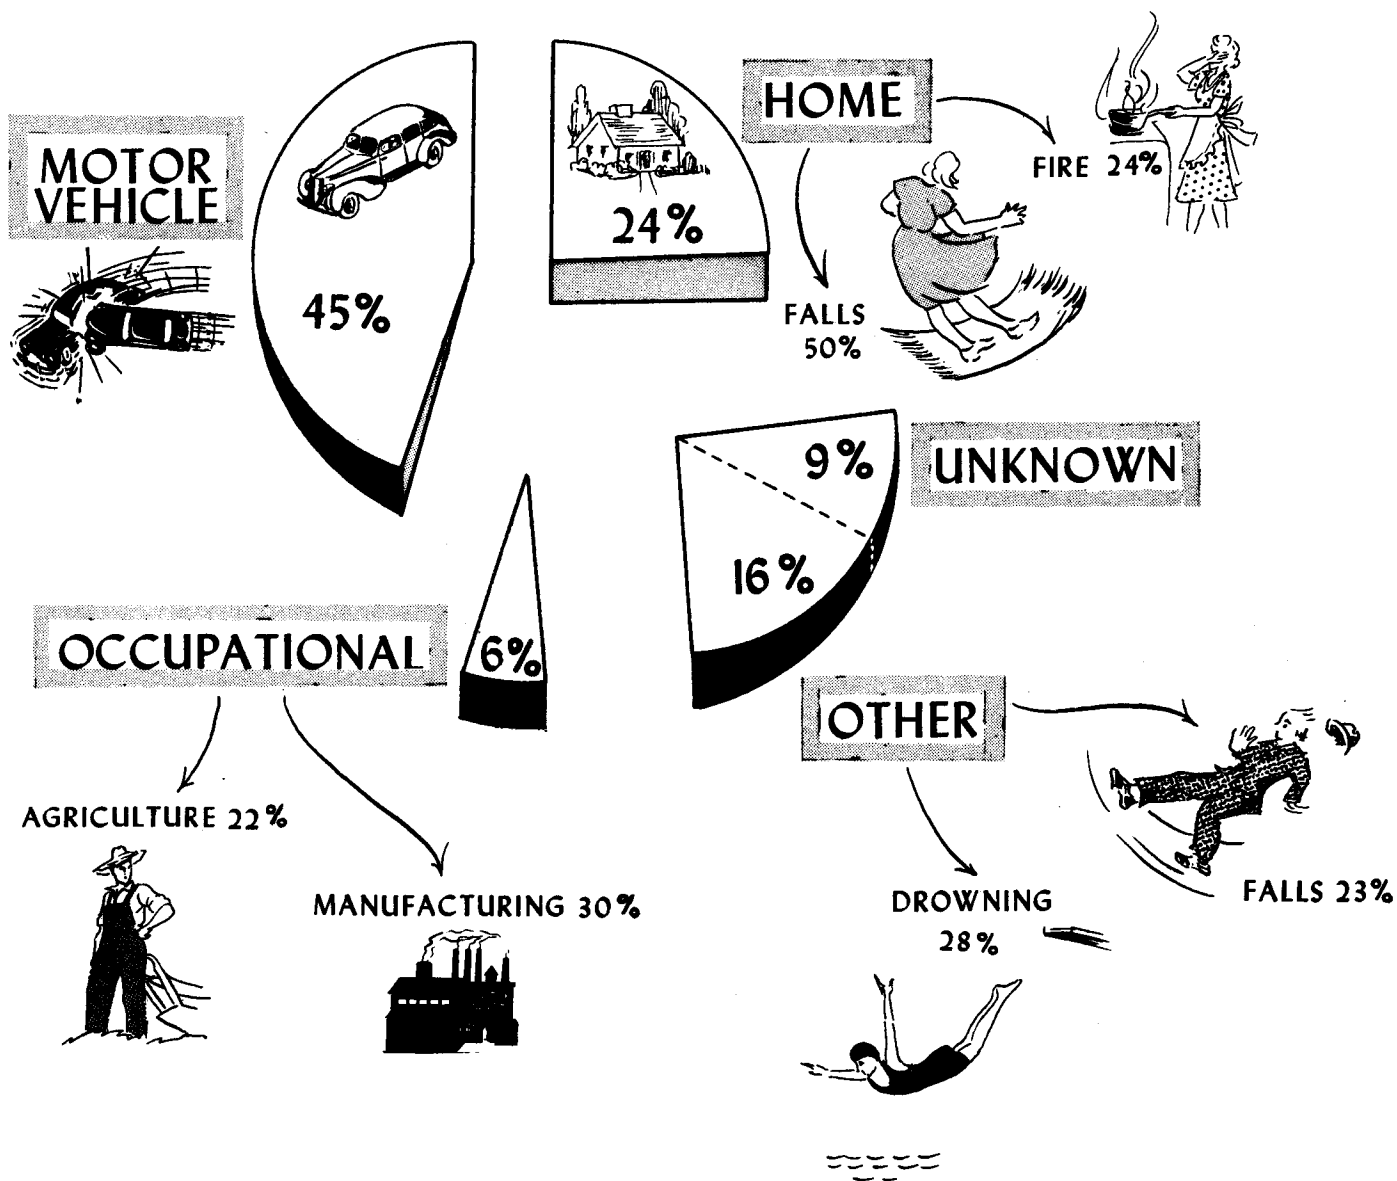 MOTOR
VEHICLE
45%
24%
HOME
FIRE 24%
FALLS
50%
9%
UNKNOWN
16%
OCCUPATIONAL
6%
AGRICULTURE 22%
MANUFACTURING 30%
OTHER
DROWNING
28%
FALLS 23%